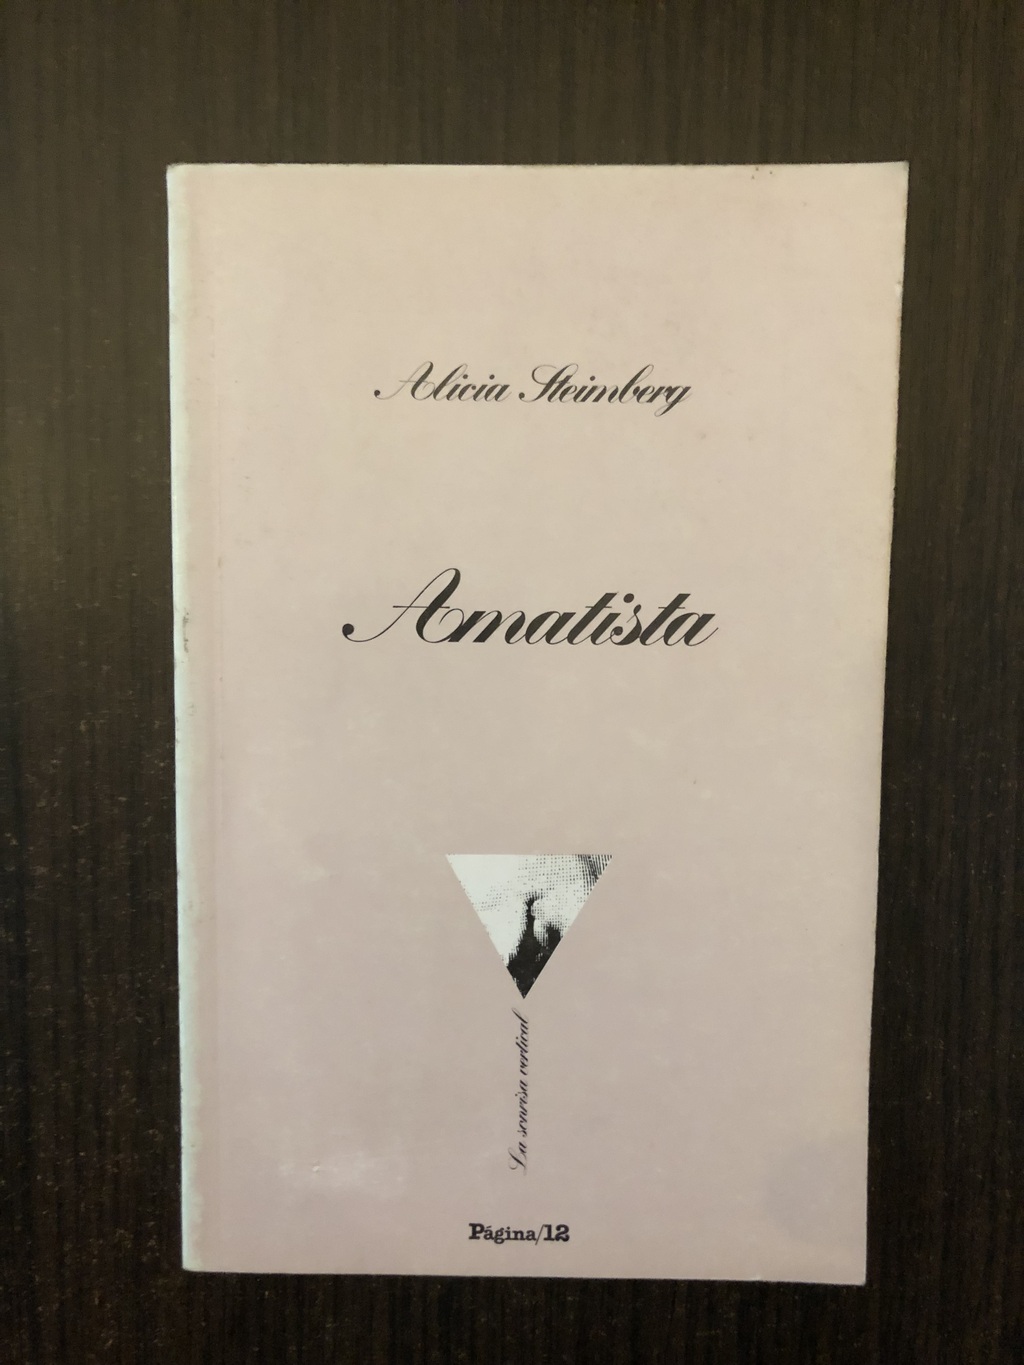 Alicia Steimberg
Amatista
La sonrisa vertical
Página/12